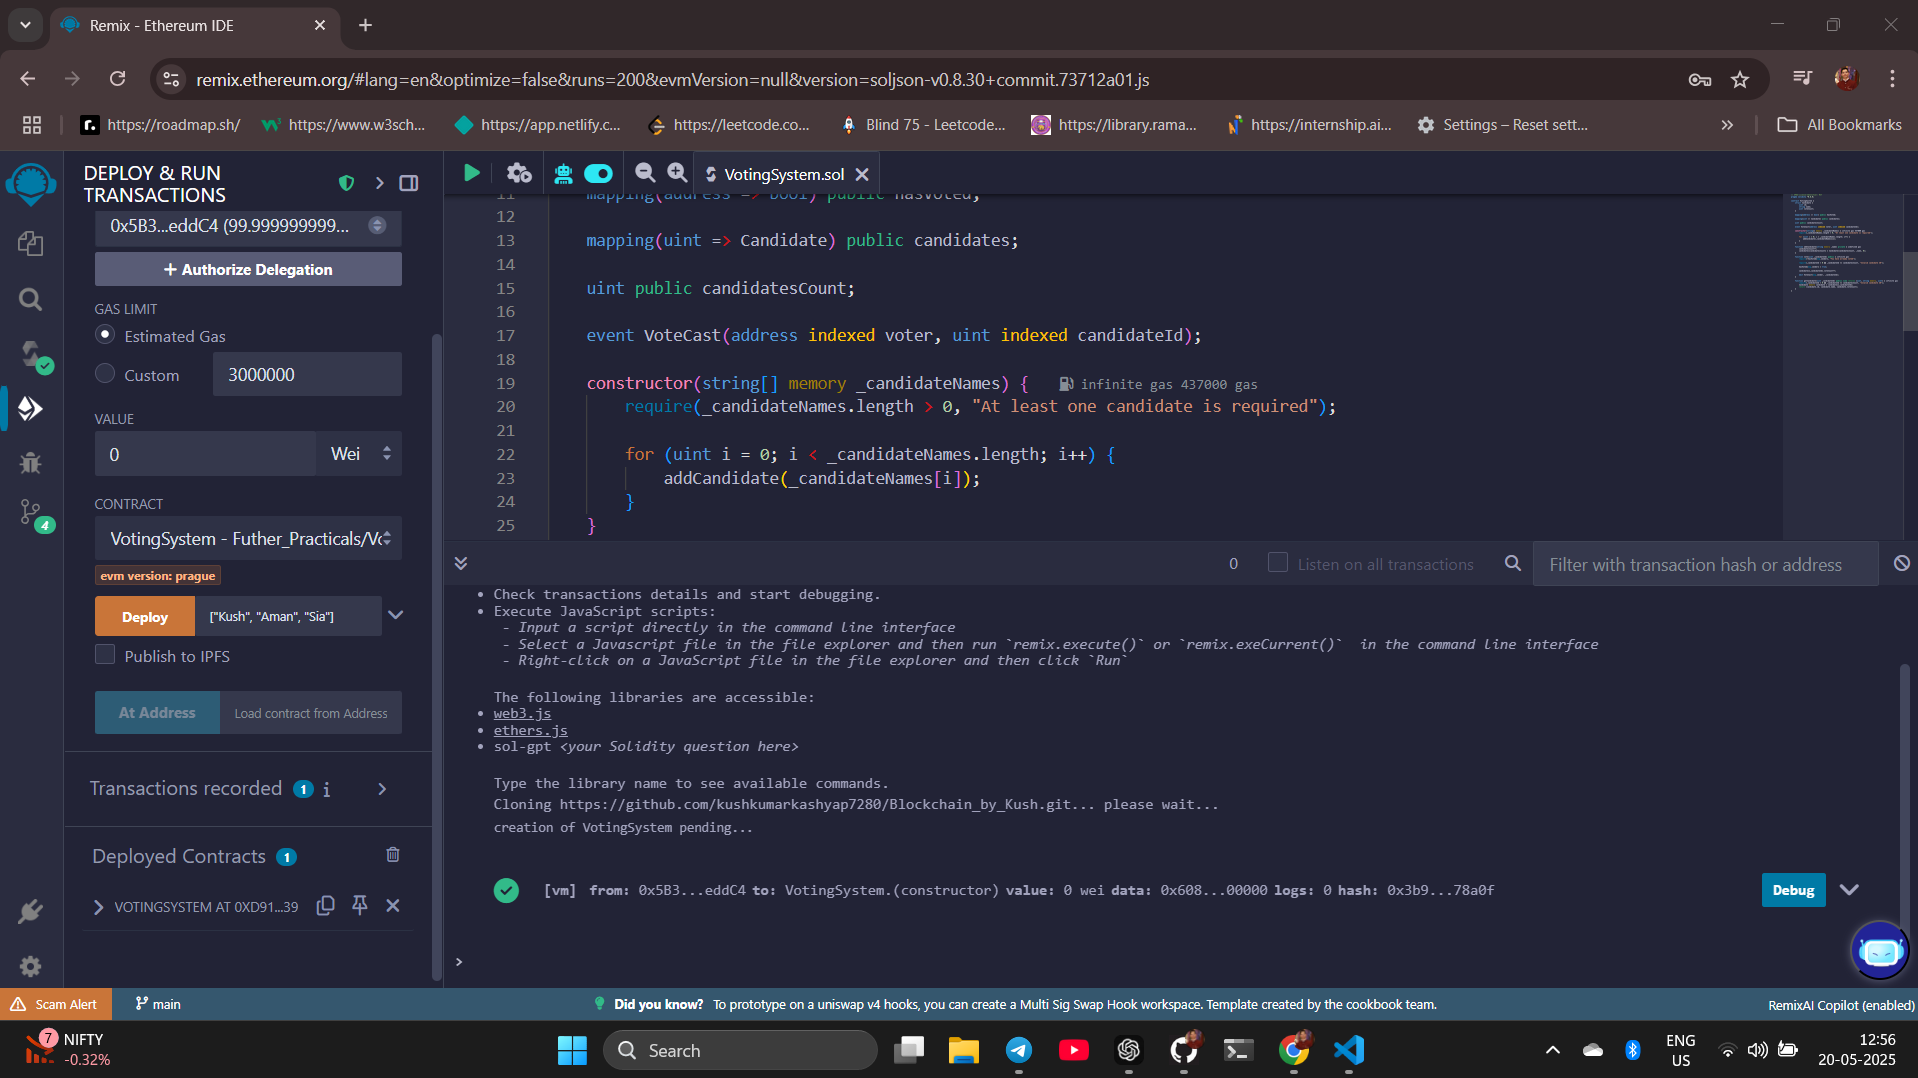 Remix - Ethereum IDE
remix.ethereum.org/#lang=en&optimize=false&runs=200&evmVersion=null&version=soljson-v0.8.30+commit.73712a01.js
https://roadmap.sh/
https://www.w3sch...
https://app.netlify.c...
https://leetcode.co...
Blind 75 - Leetcode...
https://library.rama...
https://internship.ai...
Settings – Reset sett...
All Bookmarks
DEPLOY & RUN
TRANSACTIONS
0x5B3...eddC4 (99.999999999...
+ Authorize Delegation
GAS LIMIT
Estimated Gas
Custom
3000000
VALUE
0
Wei
CONTRACT
VotingSystem - Futher_Practicals/Vo
evm version: prague
Deploy
["Kush", "Aman", "Sia"]
Publish to IPFS
At Address
Load contract from Address
Transactions recorded 1 i
Deployed Contracts 1
VOTINGSYSTEM AT 0XD91...39
4
VotingSystem.sol
11 mapping(address => bool) public hasVoted;
12
13 mapping(uint => Candidate) public candidates;
14
15 uint public candidatesCount;
16
17 event VoteCast(address indexed voter, uint indexed candidateId);
18
19 constructor(string[] memory _candidateNames) { infinite gas 437000 gas
20 require(_candidateNames.length > 0, "At least one candidate is required");
21
22 for (uint i = 0; i < _candidateNames.length; i++) {
23 addCandidate(_candidateNames[i]);
24 }
25 }
0
Listen on all transactions
Filter with transaction hash or address
• Check transactions details and start debugging.
• Execute JavaScript scripts:
- Input a script directly in the command line interface
- Select a Javascript file in the file explorer and then run `remix.execute()` or `remix.exeCurrent()` in the command line interface
- Right-click on a JavaScript file in the file explorer and then click `Run`
The following libraries are accessible:
• web3.js
• ethers.js
• sol-gpt <your Solidity question here>
Type the library name to see available commands.
Cloning https://github.com/kushkumarkashyap7280/Blockchain_by_Kush.git... please wait...
creation of VotingSystem pending...
[vm] from: 0x5B3...eddC4 to: VotingSystem.(constructor) value: 0 wei data: 0x608...00000 logs: 0 hash: 0x3b9...78a0f
Debug
>
Scam Alert
main
Did you know? To prototype on a uniswap v4 hooks, you can create a Multi Sig Swap Hook workspace. Template created by the cookbook team.
RemixAI Copilot (enabled)
7
NIFTY
-0.32%
Search
ENG
US
12:56
20-05-2025